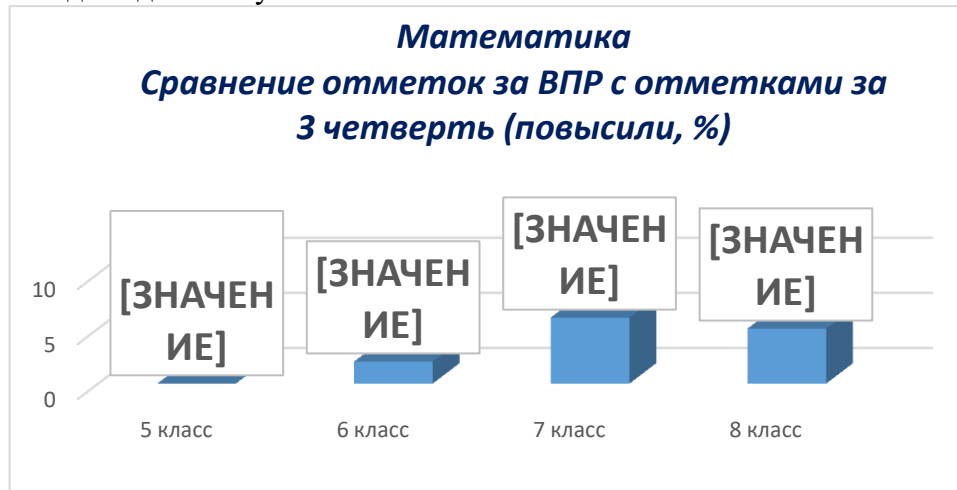 Математика
Сравнение отметок за ВПР с отметками за
3 четверть (повысили, %)
[ЗНАЧЕН
ИЕ]
[ЗНАЧЕН
ИЕ]
[ЗНАЧЕН
ИЕ]
[ЗНАЧЕН
ИЕ]
10
5
0
5 класс
6 класс
7 класс
8 класс